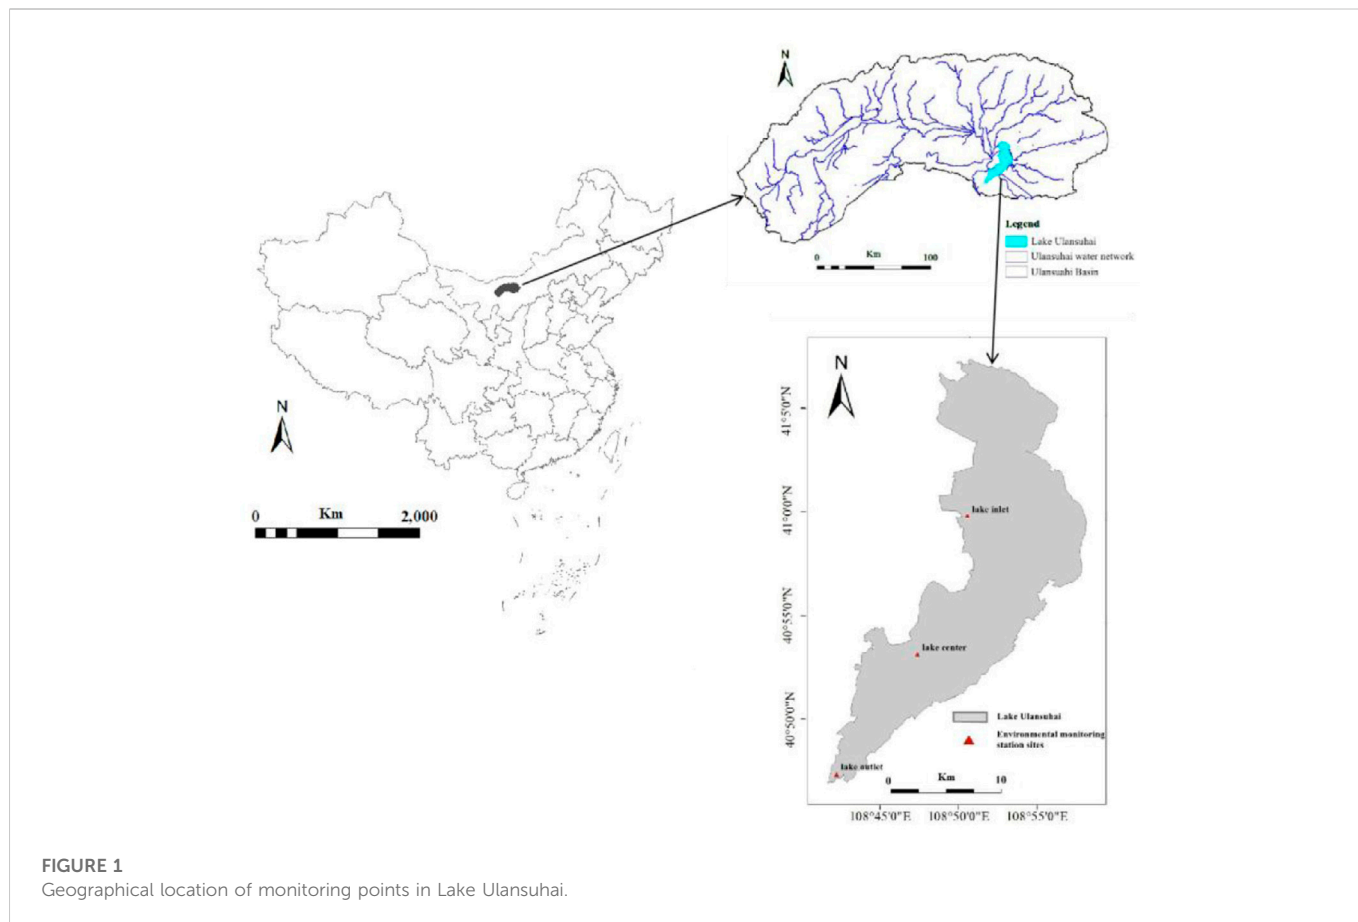 N
Km
0 100
Legend
Lake Ulansuhai
Ulansuhai water network
Ulansuahi Basin
N
Km
0 2,000
N
41°5'0"N
41°0'0"N
40°55'0"N
40°50'0"N
lake inlet
lake center
lake outlet
Lake Ulansuhai
Environmental monitoring
station sites
Km
0 10
108°45'0"E 108°50'0"E 108°55'0"E
FIGURE 1
Geographical location of monitoring points in Lake Ulansuhai.